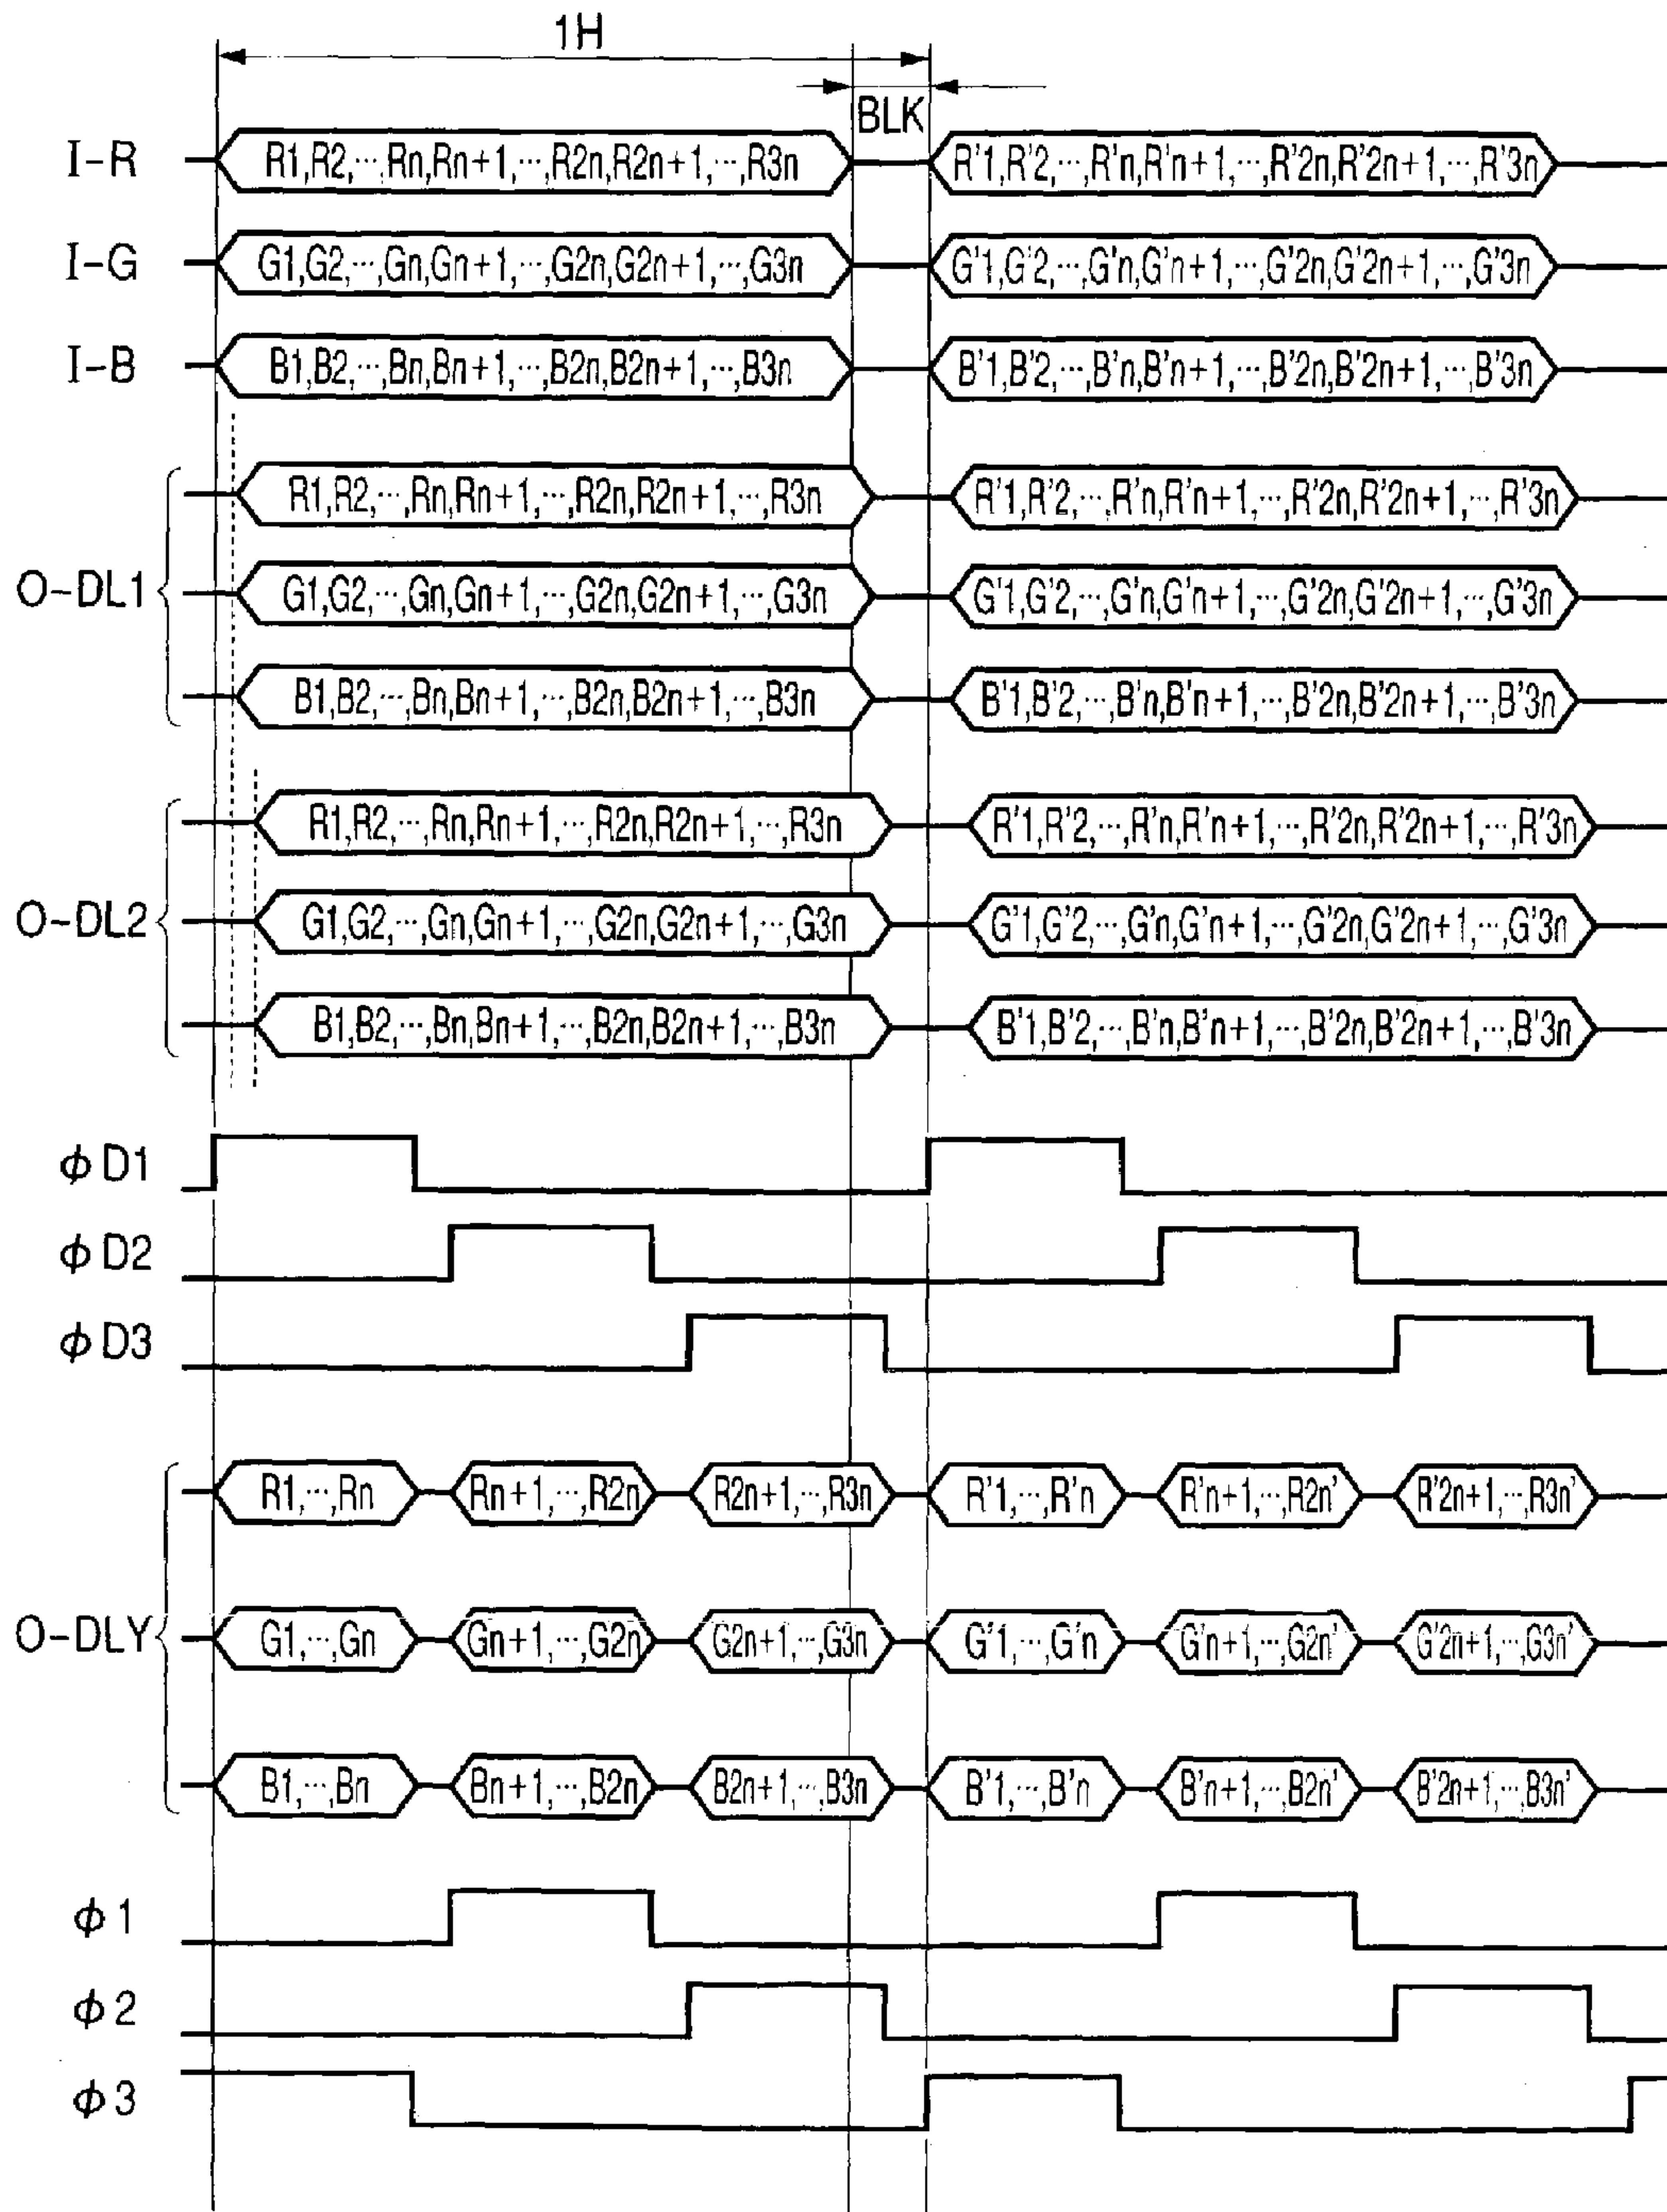 1H
BLK
I-R R1,R2,···Rn,Rn+1,···,R2n,R2n+1,···,R3n R'1,R'2,···,R'n,R'n+1,···,R'2n,R'2n+1,···,R'3n
I-G G1,G2,···,Gn,Gn+1,···,G2n,G2n+1,···,G3n G'1,G'2,···,G'n,G'n+1,···,G'2n,G'2n+1,···,G'3n
I-B B1,B2,···,Bn,Bn+1,···,B2n,B2n+1,···,B3n B'1,B'2,···,B'n,B'n+1,···,B'2n,B'2n+1,···,B'3n
R1,R2,···,Rn,Rn+1,···,R2n,R2n+1,···,R3n R'1,R'2,···,R'n,R'n+1,···,R'2n,R'2n+1,···,R'3n
O-DL1 G1,G2,···,Gn,Gn+1,···,G2n,G2n+1,···,G3n G'1,G'2,···,G'n,G'n+1,···,G'2n,G'2n+1,···,G'3n
B1,B2,···,Bn,Bn+1,···,B2n,B2n+1,···,B3n B'1,B'2,···,B'n,B'n+1,···,B'2n,B'2n+1,···,B'3n
R1,R2,···,Rn,Rn+1,···,R2n,R2n+1,···,R3n R'1,R'2,···,R'n,R'n+1,···,R'2n,R'2n+1,···,R'3n
O-DL2 G1,G2,···,Gn,Gn+1,···,G2n,G2n+1,···,G3n G'1,G'2,···,G'n,G'n+1,···,G'2n,G'2n+1,···,G'3n
B1,B2,···,Bn,Bn+1,···,B2n,B2n+1,···,B3n B'1,B'2,···,B'n,B'n+1,···,B'2n,B'2n+1,···,B'3n
ϕD1
ϕD2
ϕD3
R1,···,Rn Rn+1,···,R2n R2n+1,···,R3n R'1,···,R'n R'n+1,···,R2n' R'2n+1,···,R3n'
O-DLY G1,···,Gn Gn+1,···,G2n G2n+1,···,G3n G'1,···,G'n G'n+1,···,G2n' G'2n+1,···,G3n'
B1,···,Bn Bn+1,···,B2n B2n+1,···,B3n B'1,···,B'n B'n+1,···,B2n' B'2n+1,···,B3n'
ϕ1
ϕ2
ϕ3